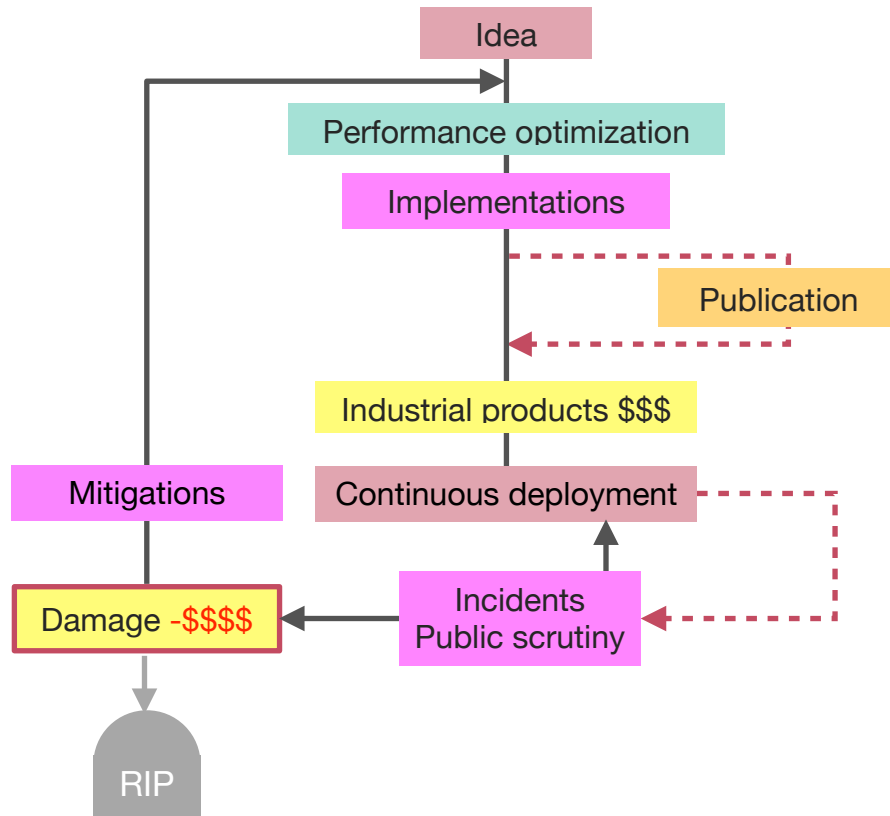 Idea
Performance optimization
Implementations
Publication
Industrial products $$$
Mitigations
Continuous deployment
Damage -$$$$
Incidents
Public scrutiny
RIP